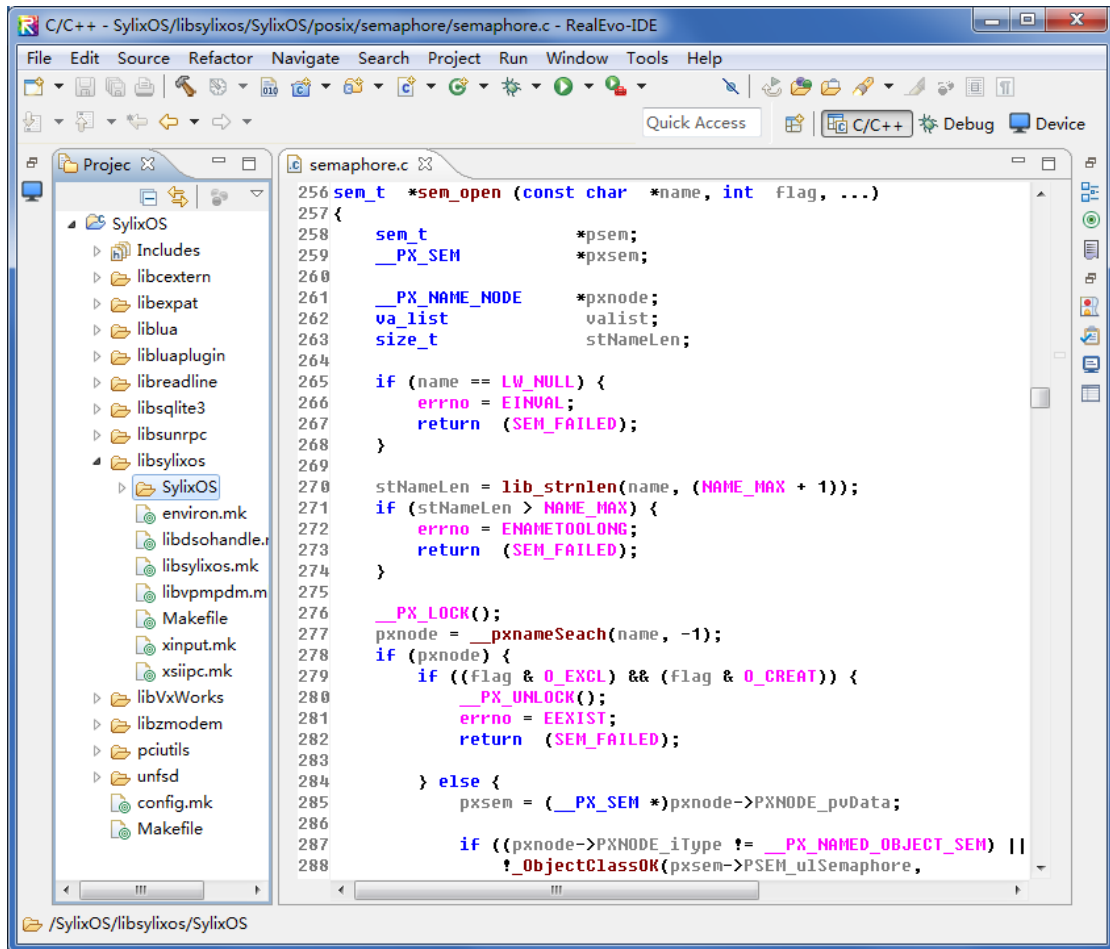 C/C++ - SylixOS/libsylixos/SylixOS/posix/semaphore/semaphore.c - RealEvo-IDE
File Edit Source Refactor Navigate Search Project Run Window Tools Help
Quick Access C/C++ Debug Device
Projec
SylixOS
Includes
libcextern
libexpat
liblua
libluaplugin
libreadline
libsqlite3
libsunrpc
libsylixos
SylixOS
environ.mk
libdsohandle.r
libsylixos.mk
libvpmpdm.m
Makefile
xinput.mk
xsiipc.mk
libVxWorks
libzmodem
pciutils
unfsd
config.mk
Makefile
semaphore.c
256 sem_t  *sem_open (const char  *name, int  flag, ...)
257 {
258     sem_t               *psem;
259     __PX_SEM            *pxsem;
260
261     __PX_NAME_NODE      *pxnode;
262     va_list              valist;
263     size_t               stNameLen;
264
265     if (name == LW_NULL) {
266         errno = EINVAL;
267         return  (SEM_FAILED);
268     }
269
270     stNameLen = lib_strnlen(name, (NAME_MAX + 1));
271     if (stNameLen > NAME_MAX) {
272         errno = ENAMETOOLONG;
273         return  (SEM_FAILED);
274     }
275
276     __PX_LOCK();
277     pxnode = __pxnameSeach(name, -1);
278     if (pxnode) {
279         if ((flag & O_EXCL) && (flag & O_CREAT)) {
280             __PX_UNLOCK();
281             errno = EEXIST;
282             return  (SEM_FAILED);
283
284         } else {
285             pxsem = (__PX_SEM *)pxnode->PXNODE_pvData;
286
287             if ((pxnode->PXNODE_iType != __PX_NAMED_OBJECT_SEM) ||
288                 !_ObjectClassOK(pxsem->PSEM_ulSemaphore,
/SylixOS/libsylixos/SylixOS